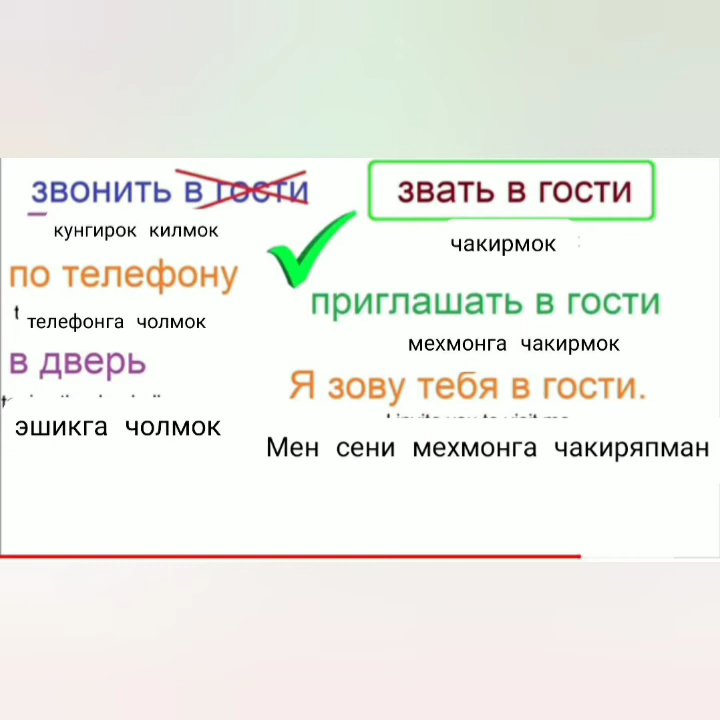 звонить в гости
кунгирок килмок
по телефону
t
телефонга чолмок
в дверь
эшикга чолмок
звать в гости
чакирмок
приглашать в гости
мехмонга чакирмок
Я зову тебя в гости.
Мен сени мехмонга чакиряпман